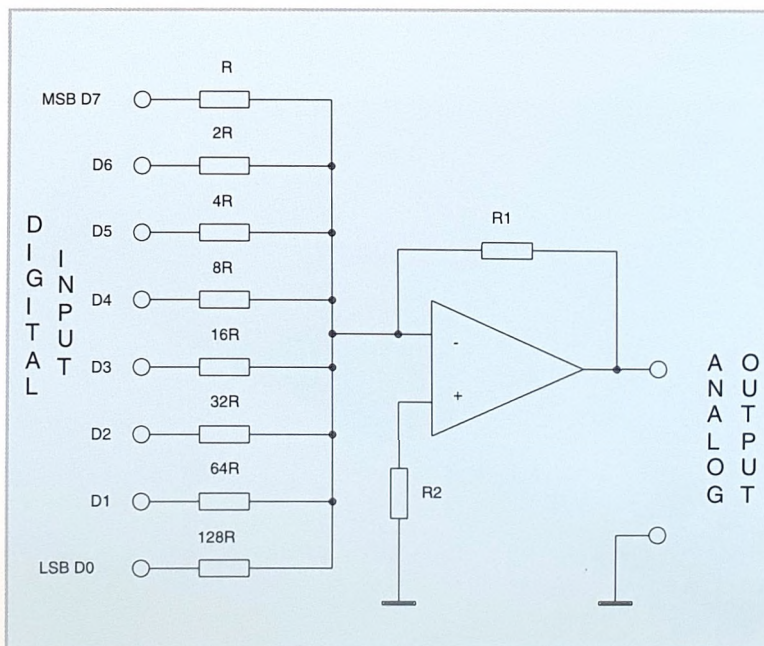 R
MSB D7
2R
D6
4R
D5
8R
D4
16R
D3
32R
D2
64R
D1
128R
LSB D0
DIGITAL
INPUT
R1
-
+
R2
ANALOG
OUTPUT